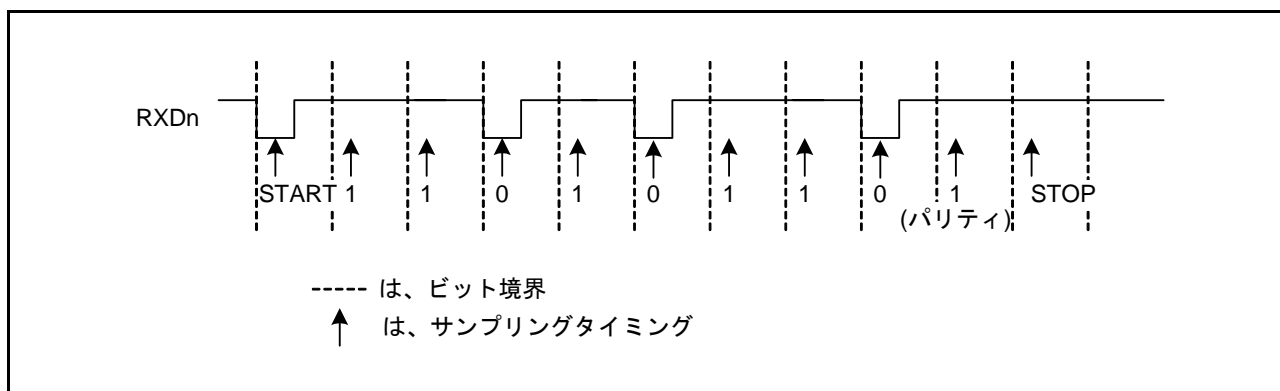 RXDn
START 1 1 0 1 0 1 1 0 1 STOP
(パリティ)
は、ビット境界
は、サンプリングタイミング